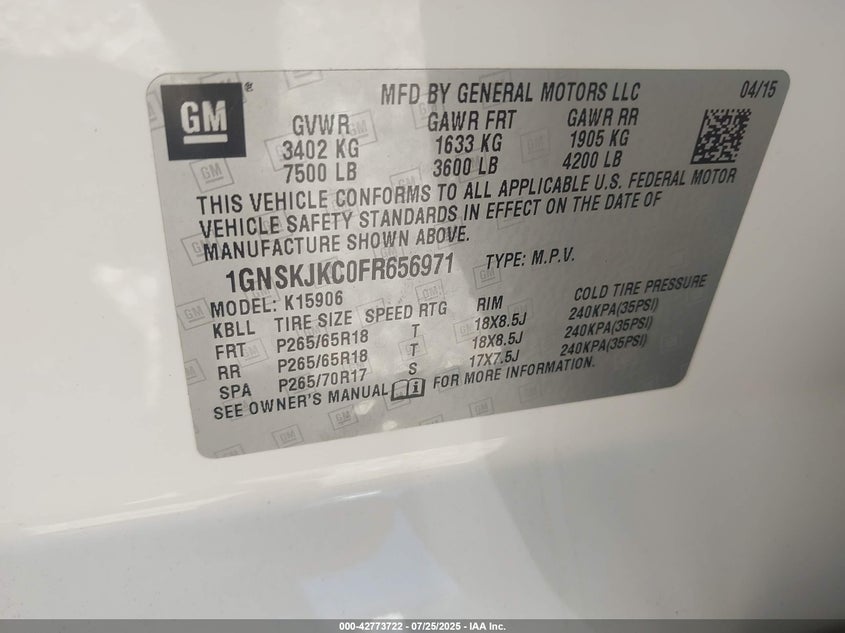 GM ®
MFD BY GENERAL MOTORS LLC 04/15
GVWR GAWR FRT GAWR RR
3402 KG 1633 KG 1905 KG
7500 LB 3600 LB 4200 LB
THIS VEHICLE CONFORMS TO ALL APPLICABLE U.S. FEDERAL MOTOR
VEHICLE SAFETY STANDARDS IN EFFECT ON THE DATE OF
MANUFACTURE SHOWN ABOVE.
1GNSKJKC0FR656971 TYPE: M.P.V.
MODEL: K15906
KBLL TIRE SIZE SPEED RTG RIM COLD TIRE PRESSURE
FRT P265/65R18 T 18X8.5J 240KPA(35PSI)
RR P265/65R18 T 18X8.5J 240KPA(35PSI)
SPA P265/70R17 S 17X7.5J 240KPA(35PSI)
SEE OWNER'S MANUAL FOR MORE INFORMATION.
000-42773722 - 07/25/2025 - IAA Inc.